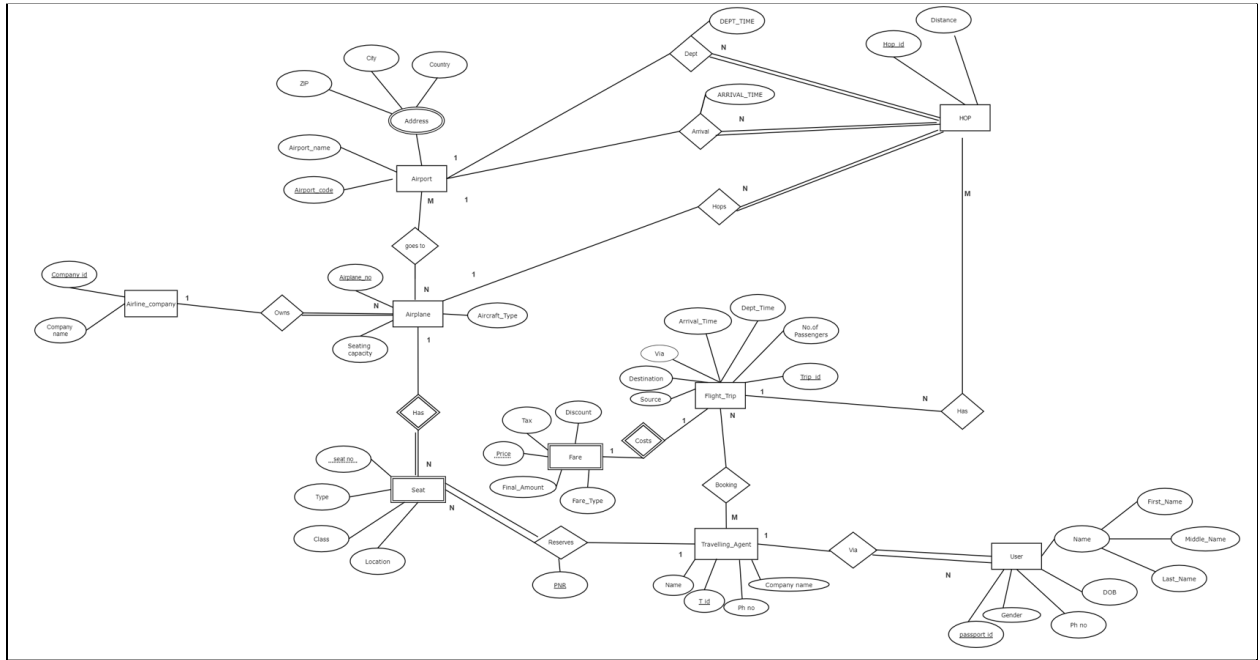 DEPT_TIME
Distance
Hop_id
N
Dept
City
Country
ZIP
Address
ARRIVAL_TIME
N
HOP
Arrival
Airport_name
1
Airport
Airport_code
M
1
N
M
Hops
goes to
1
Company id
Airplane_no
N
Airline_company
1
Owns
N
Airplane
Aircraft_Type
Company
name
Seating
capacity
1
Arrival_Time
Dept_Time
No.of
Passengers
Via
Destination
Trip_id
Source
Flight_Trip
1
N
Has
Has
Discount
Tax
1
N
Costs
Price
Fare
1
seat no
N
Final_Amount
Fare_Type
Booking
Seat
Type
N
M
First_Name
Class
Location
Reserves
1
Travelling_Agent
1
Via
User
N
Name
Middle_Name
Last_Name
PNR
Name
T_id
Ph no
Company name
DOB
Gender
Ph no
passport id